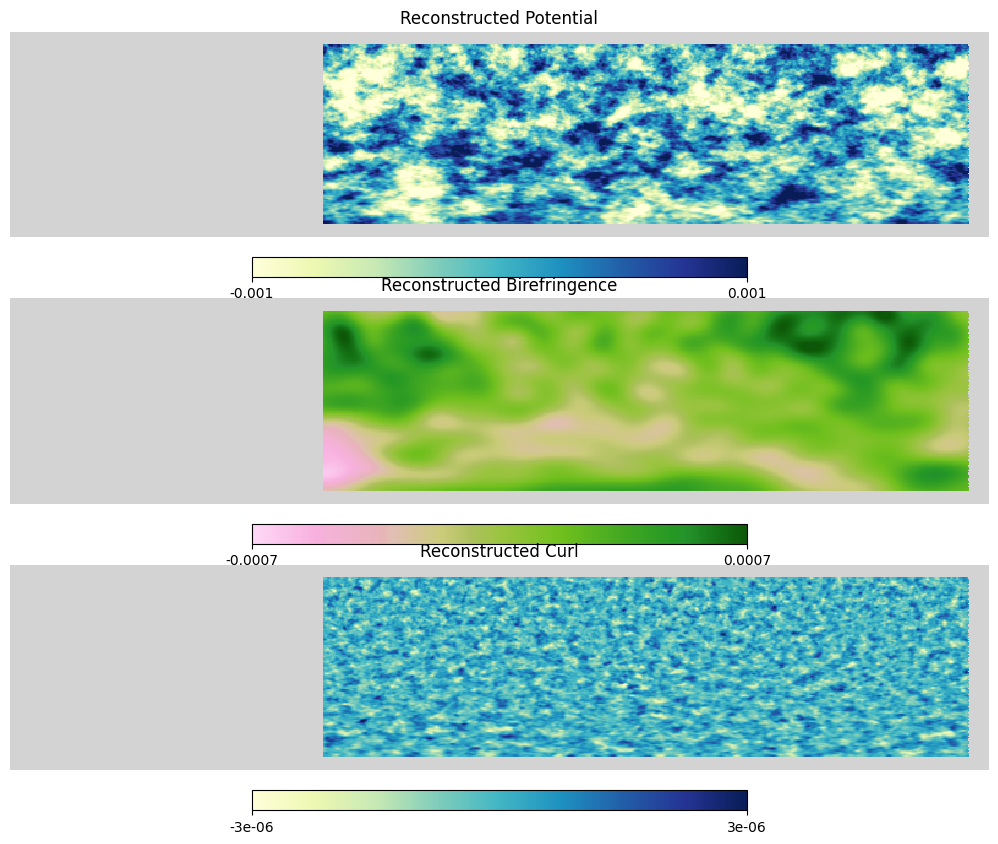 Reconstructed Potential
-0.001 0.001
Reconstructed Birefringence
-0.0007 0.0007
Reconstructed Curl
-3e-06 3e-06